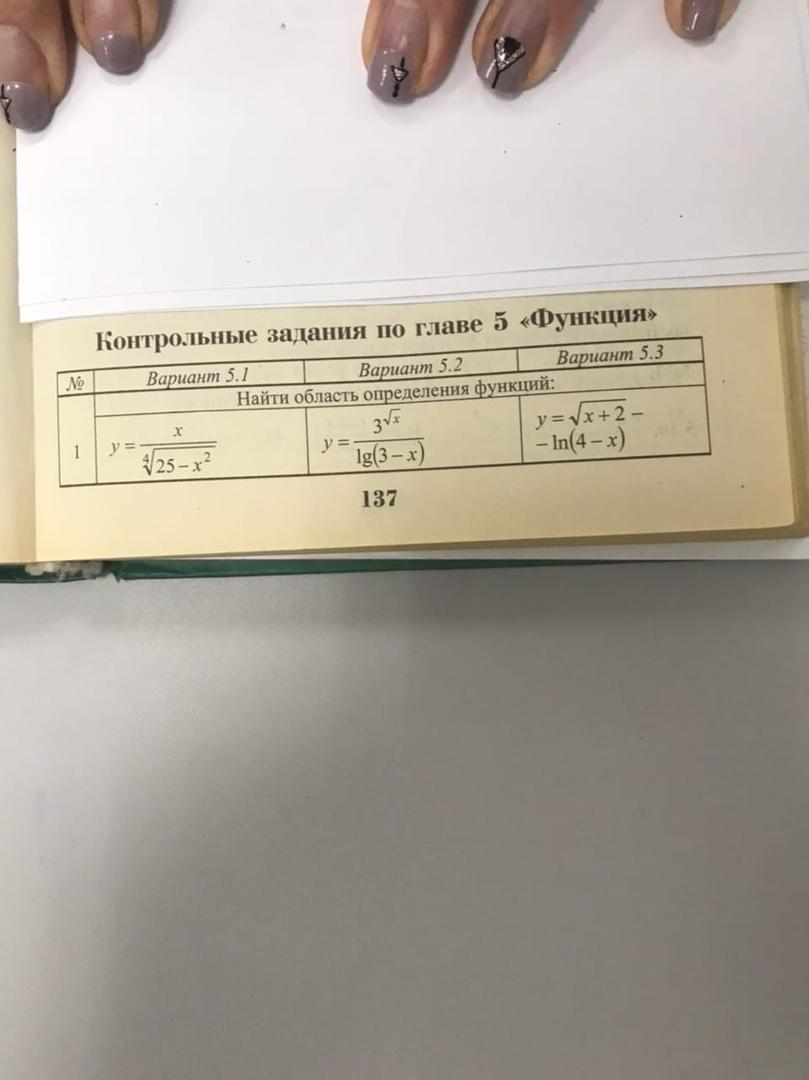 Контрольные задания по главе 5 «Функция»
№ Вариант 5.1 Вариант 5.2 Вариант 5.3
Найти область определения функций:
1 y = x / ∜(25 − x²) y = 3^√x / lg(3 − x) y = √(x + 2) −
− ln(4 − x)
137